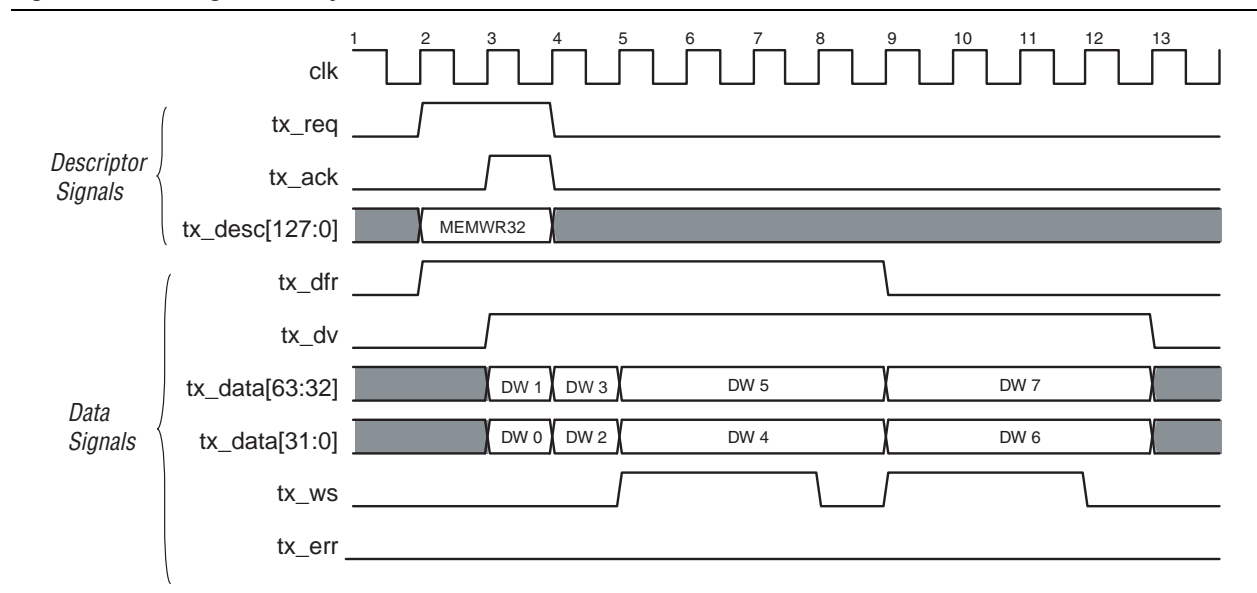 1 2 3 4 5 6 7 8 9 10 11 12 13
clk
tx_req
Descriptor
Signals
tx_ack
tx_desc[127:0] MEMWR32
tx_dfr
tx_dv
tx_data[63:32] DW 1 DW 3 DW 5 DW 7
Data
Signals
tx_data[31:0] DW 0 DW 2 DW 4 DW 6
tx_ws
tx_err